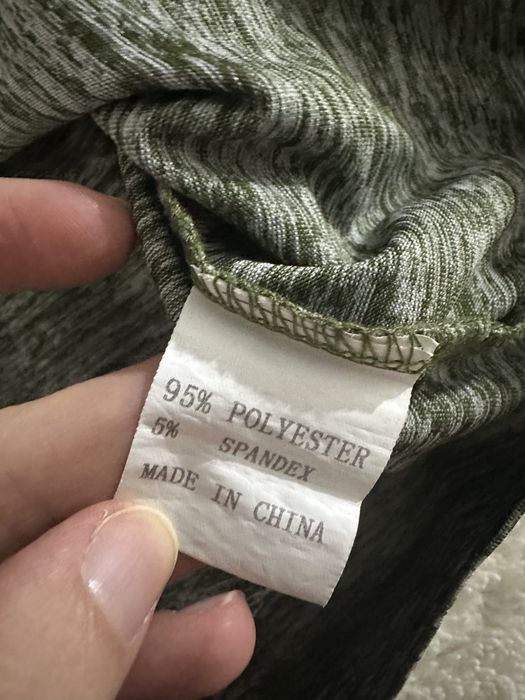 95% POLYESTER
5% SPANDEX
MADE IN CHINA